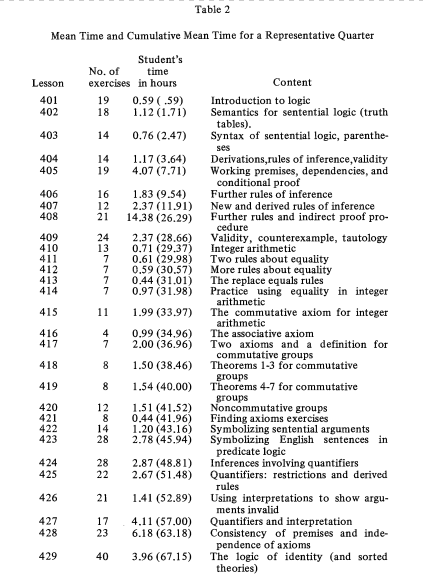 Table 2
Mean Time and Cumulative Mean Time for a Representative Quarter
Student's
No. of time
Lesson exercises in hours Content
401 19 0.59 ( .59) Introduction to logic
402 18 1.12 (1.71) Semantics for sentential logic (truth
tables).
403 14 0.76 (2.47) Syntax of sentential logic, parenthe-
ses
404 14 1.17 (3.64) Derivations,rules of inference,validity
405 19 4.07 (7.71) Working premises, dependencies, and
conditional proof
406 16 1.83 (9.54) Further rules of inference
407 12 2.37 (11.91) New and derived rules of inference
408 21 14.38 (26.29) Further rules and indirect proof pro-
cedure
409 24 2.37 (28.66) Validity, counterexample, tautology
410 13 0.71 (29.37) Integer arithmetic
411 7 0.61 (29.98) Two rules about equality
412 7 0.59 (30.57) More rules about equality
413 7 0.44 (31.01) The replace equals rules
414 7 0.97 (31.98) Practice using equality in integer
arithmetic
415 11 1.99 (33.97) The commutative axiom for integer
arithmetic
416 4 0.99 (34.96) The associative axiom
417 7 2.00 (36.96) Two axioms and a definition for
commutative groups
418 8 1.50 (38.46) Theorems 1-3 for commutative
groups
419 8 1.54 (40.00) Theorems 4-7 for commutative
groups
420 12 1.51 (41.52) Noncommutative groups
421 8 0.44 (41.96) Finding axioms exercises
422 14 1.20 (43.16) Symbolizing sentential arguments
423 28 2.78 (45.94) Symbolizing English sentences in
predicate logic
424 28 2.87 (48.81) Inferences involving quantifiers
425 22 2.67 (51.48) Quantifiers: restrictions and derived
rules
426 21 1.41 (52.89) Using interpretations to show argu-
ments invalid
427 17 4.11 (57.00) Quantifiers and interpretation
428 23 6.18 (63.18) Consistency of premises and inde-
pendence of axioms
429 40 3.96 (67.15) The logic of identity (and sorted
theories)